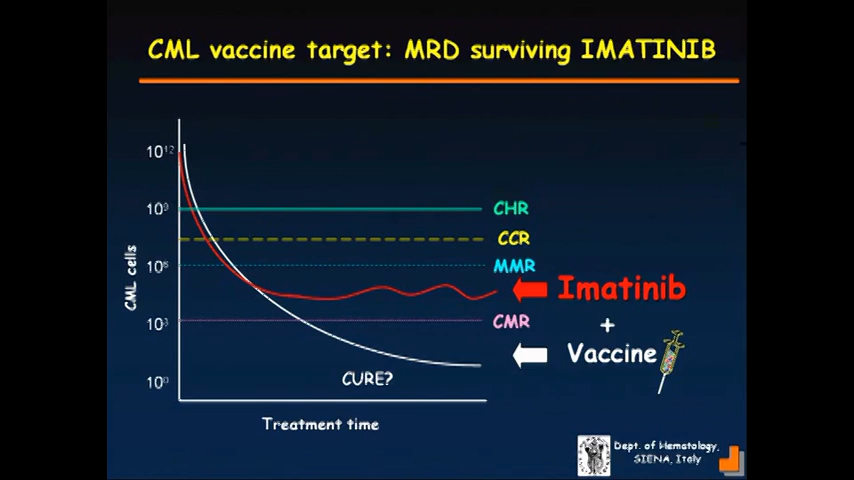 CML vaccine target: MRD surviving IMATINIB
10¹²
10⁹
10⁶
10³
10⁰
CML cells
CHR
CCR
MMR
CMR
Imatinib
+
Vaccine
CURE?
Treatment time
Dept. of Hematology,
SIENA, Italy